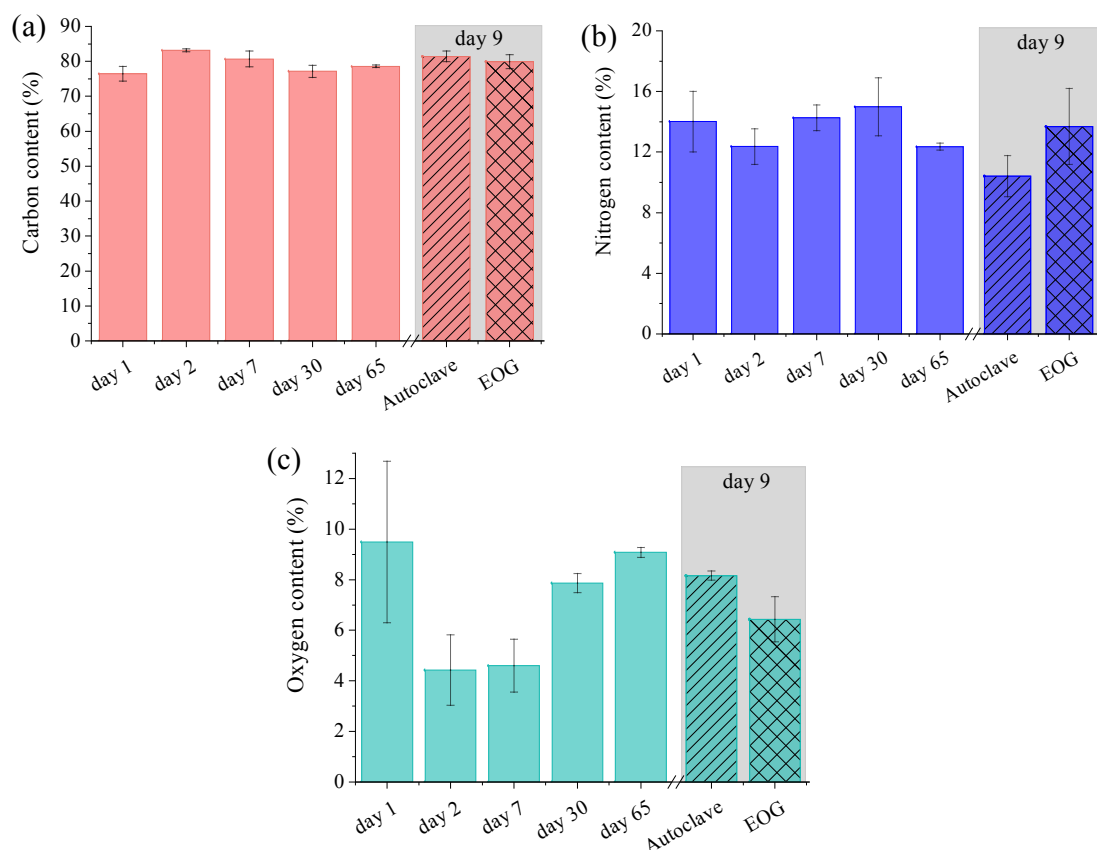 (a)
Carbon content (%)
90
80
70
60
50
40
30
20
10
0
day 9
day 1
day 2
day 7
day 30
day 65
Autoclave
EOG
(b)
Nitrogen content (%)
20
16
12
8
4
0
day 9
day 1
day 2
day 7
day 30
day 65
Autoclave
EOG
(c)
Oxygen content (%)
12
10
8
6
4
2
0
day 9
day 1
day 2
day 7
day 30
day 65
Autoclave
EOG